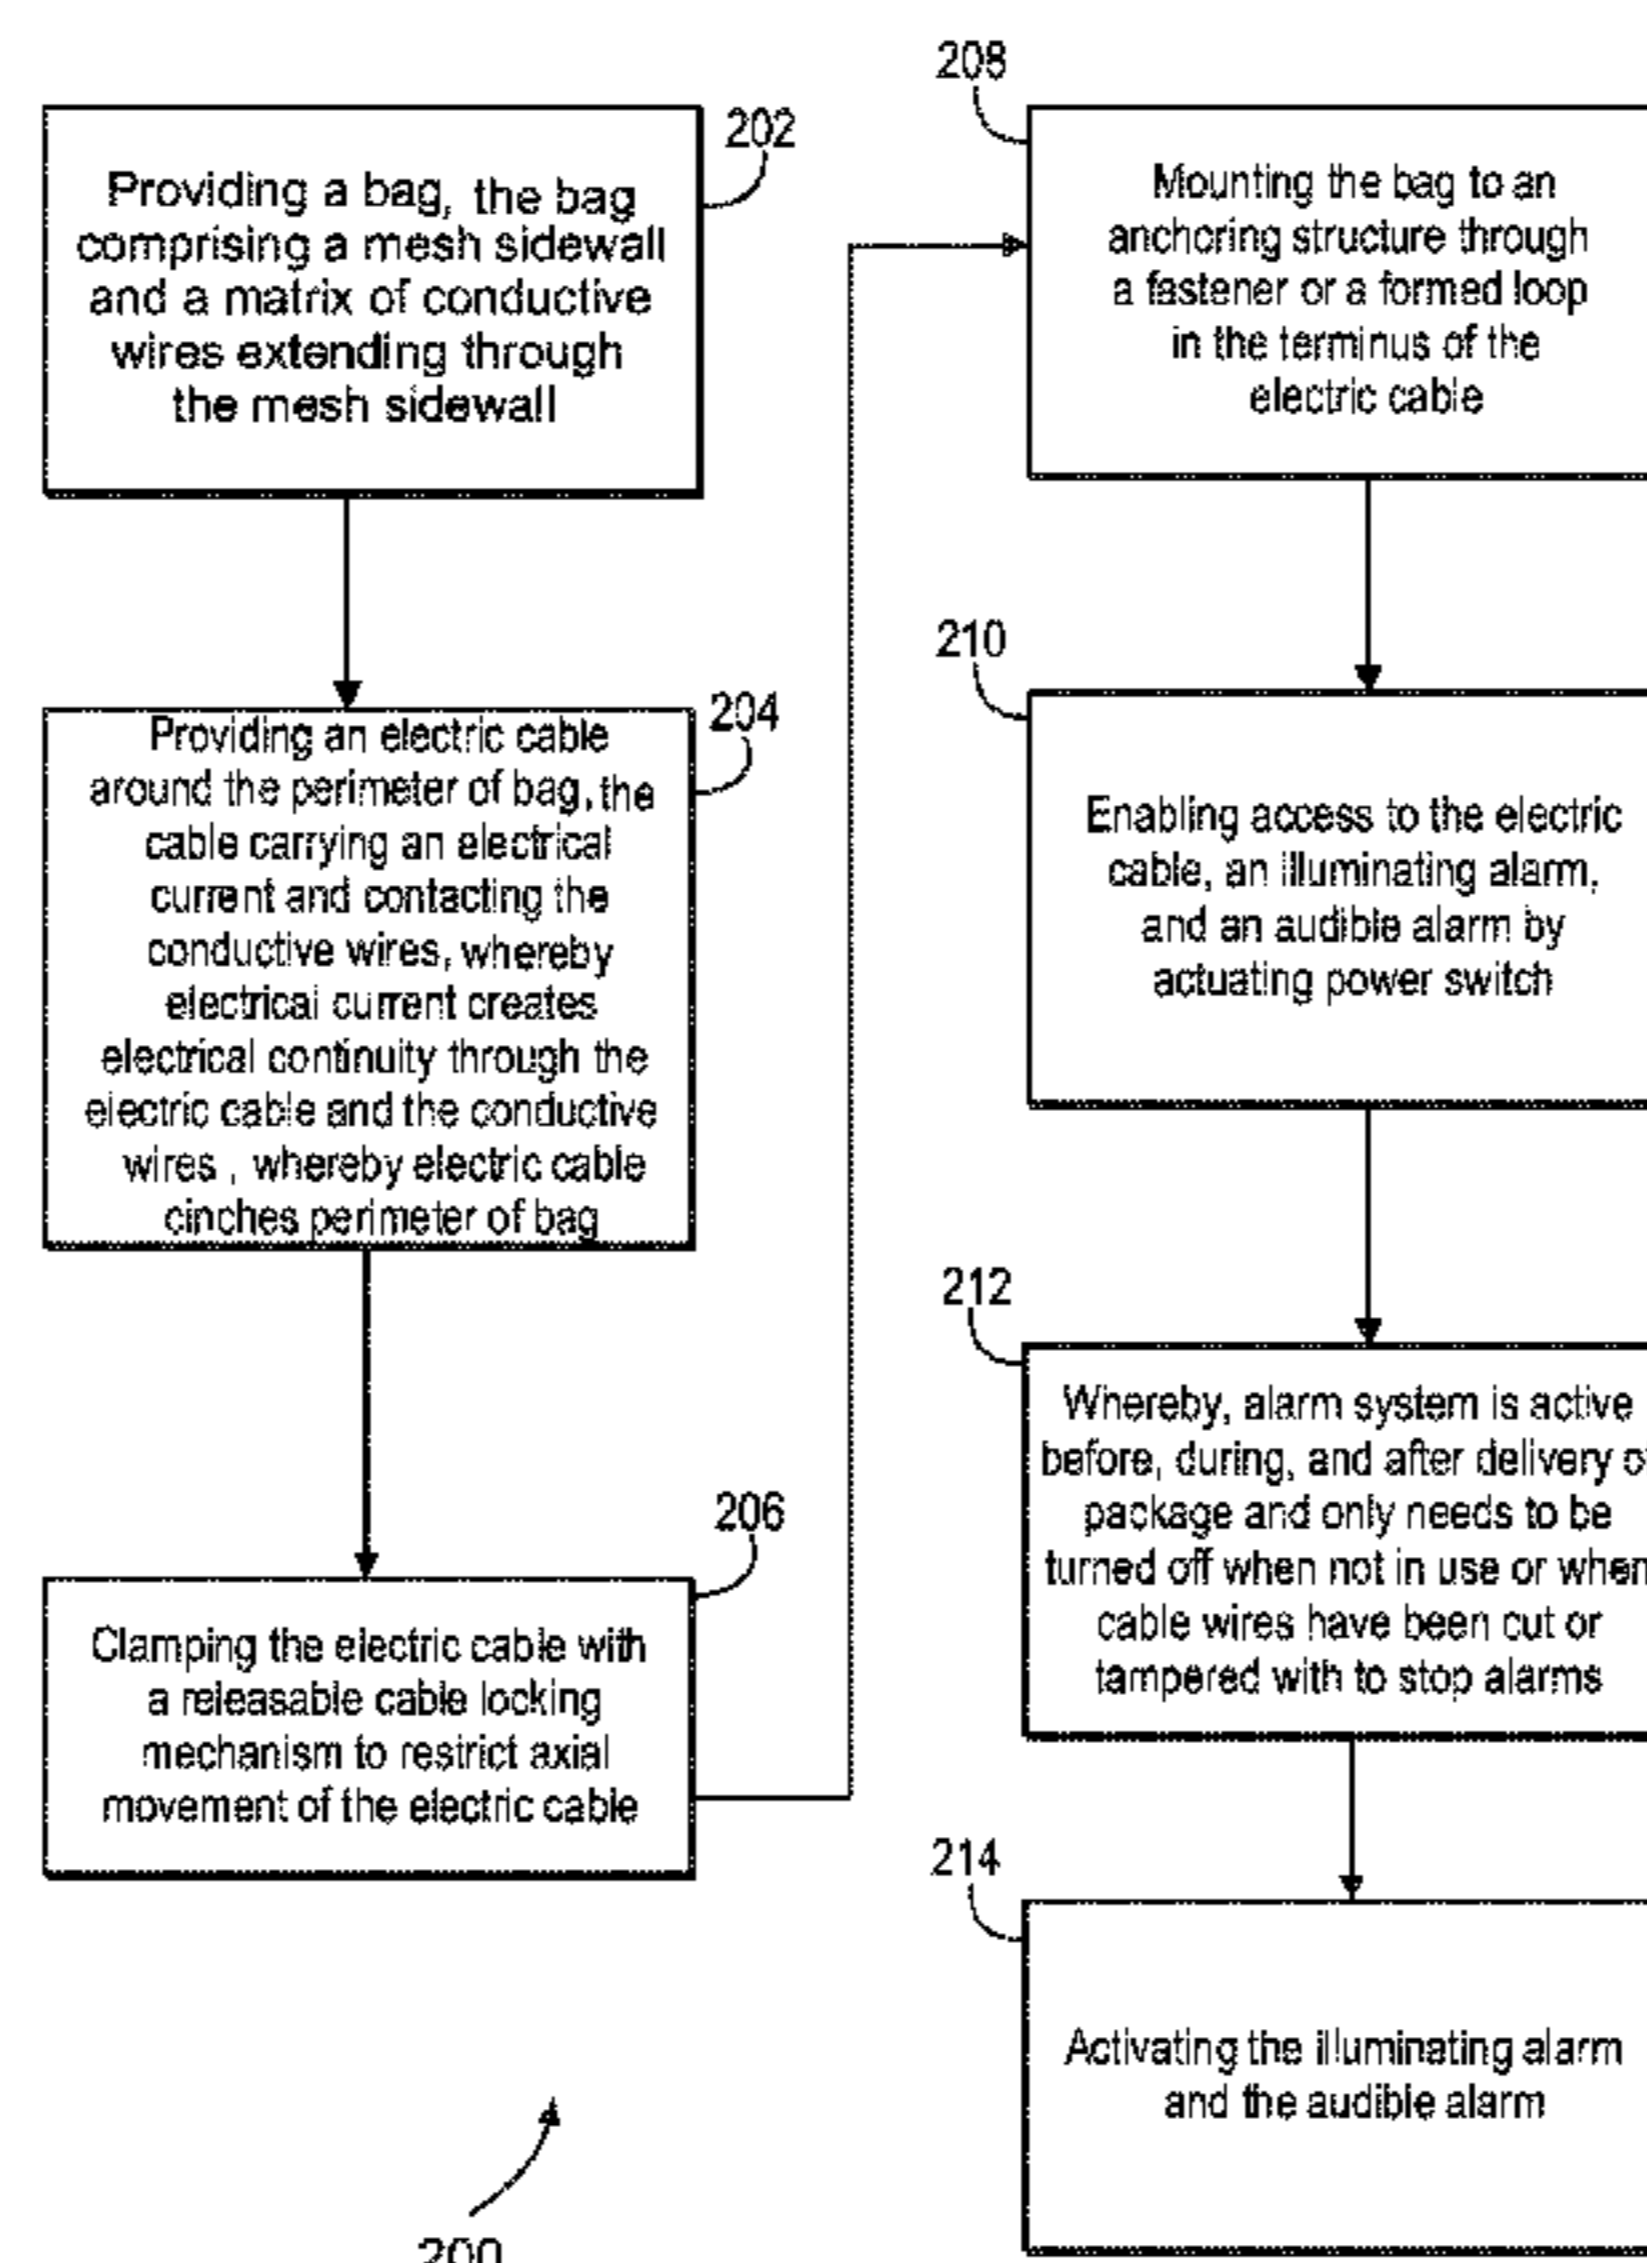 202
Providing a bag, the bag
comprising a mesh sidewall
and a matrix of conductive
wires extending through
the mesh sidewall
204
Providing an electric cable
around the perimeter of bag, the
cable carrying an electrical
current and contacting the
conductive wires, whereby
electrical current creates
electrical continuity through the
electric cable and the conductive
wires , whereby electric cable
cinches perimeter of bag
206
Clamping the electric cable with
a releasable cable locking
mechanism to restrict axial
movement of the electric cable
208
Mounting the bag to an
anchoring structure through
a fastener or a formed loop
in the terminus of the
electric cable
210
Enabling access to the electric
cable, an illuminating alarm,
and an audible alarm by
actuating power switch
212
Whereby, alarm system is active
before, during, and after delivery of
package and only needs to be
turned off when not in use or when
cable wires have been cut or
tampered with to stop alarms
214
Activating the illuminating alarm
and the audible alarm
200